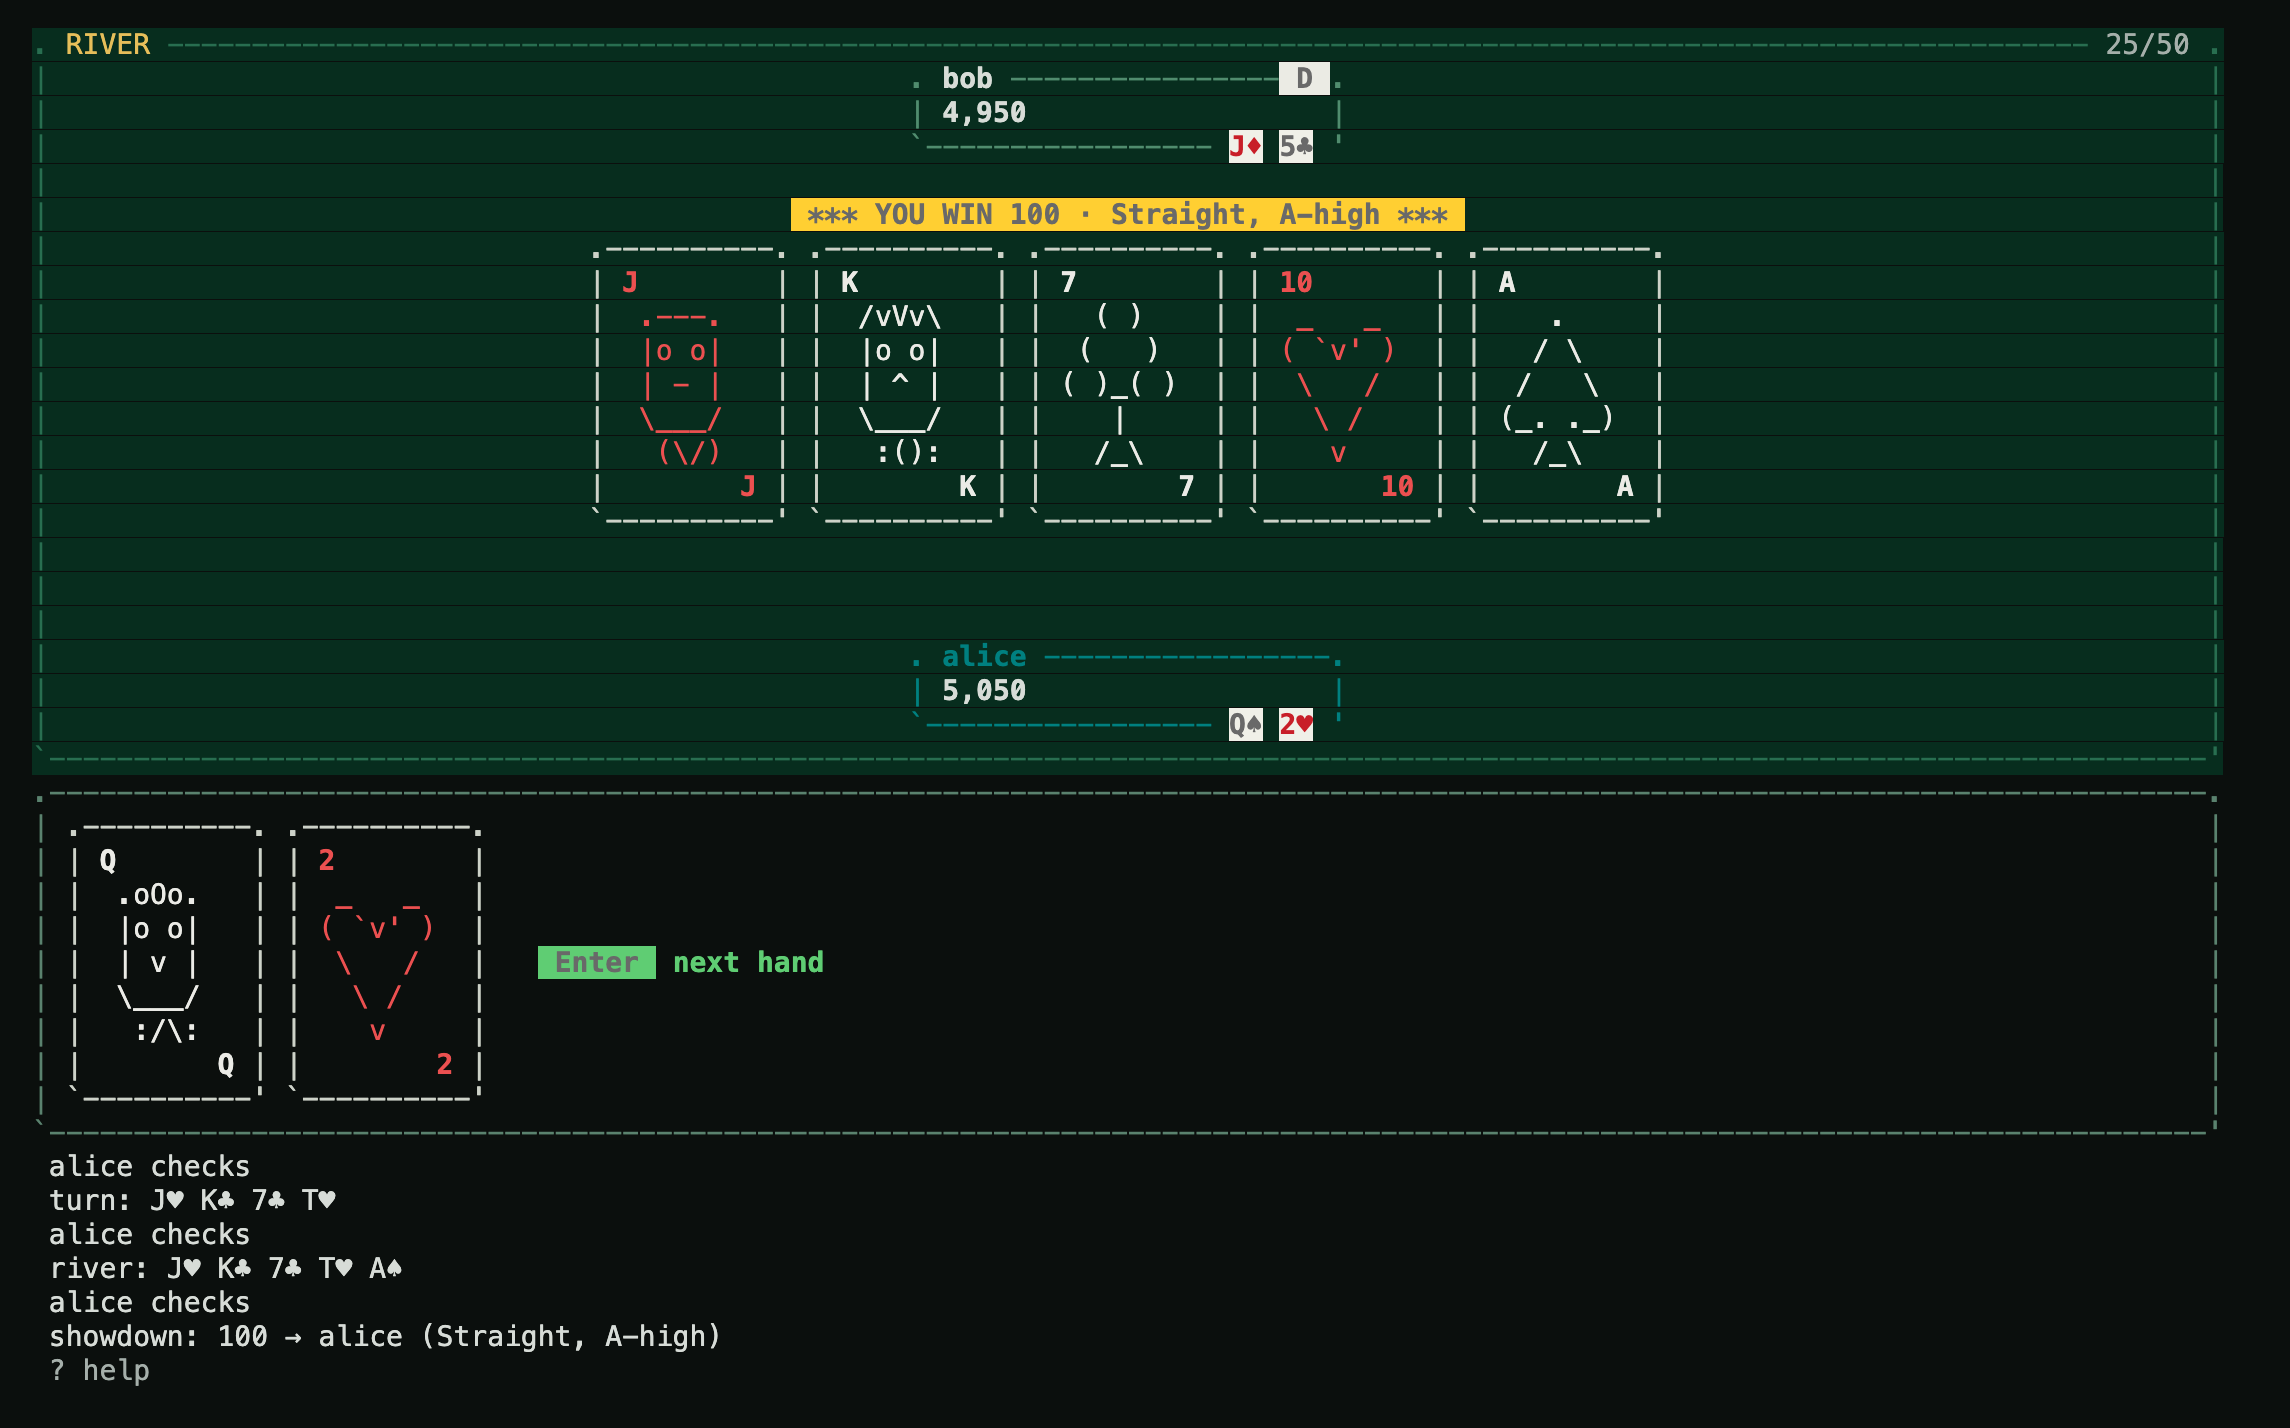 RIVER 25/50
bob D
4,950
J♦ 5♣
*** YOU WIN 100 · Straight, A-high ***
J K 7 10 A
J K 7 10 A
alice
5,050
Q♠ 2♥
Q 2
Enter next hand
Q 2
alice checks
turn: J♥ K♣ 7♣ T♥
alice checks
river: J♥ K♣ 7♣ T♥ A♠
alice checks
showdown: 100 → alice (Straight, A-high)
? help